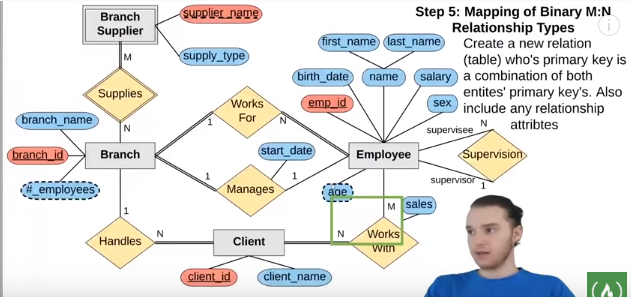 Step 5: Mapping of Binary M:N
Relationship Types
Create a new relation
(table) who's primary key is
a combination of both
entites' primary key's. Also
include any relationship
attribtes
Branch
Supplier
supplier_name
supply_type
M
Supplies
N
branch_name
branch_id
#_employees
Branch
1
Works
For
N
start_date
1
Manages
1
first_name
last_name
birth_date
name
salary
emp_id
sex
Employee
supervisee
N
Supervision
supervisor
1
age
M
sales
1
Handles
N
Client
N
Works
With
client_id
client_name
i